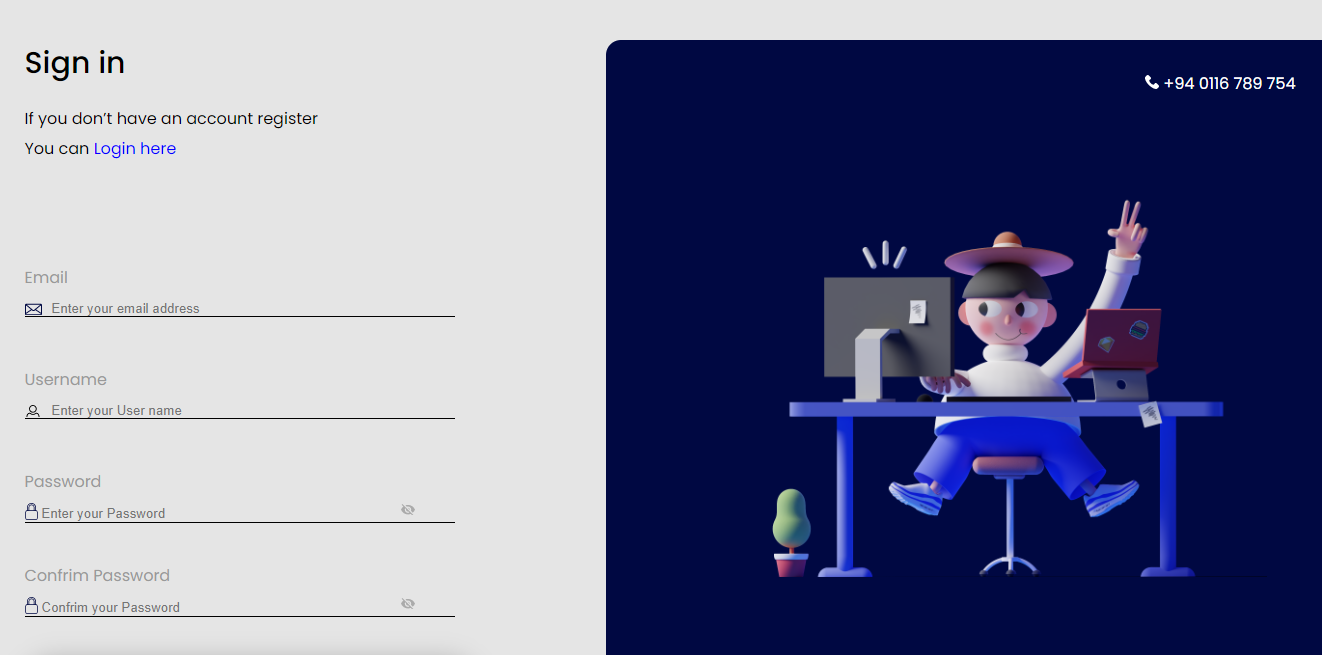 Sign in
If you don’t have an account register
You can Login here
Email
Enter your email address
Username
Enter your User name
Password
Enter your Password
Confrim Password
Confrim your Password
+94 0116 789 754